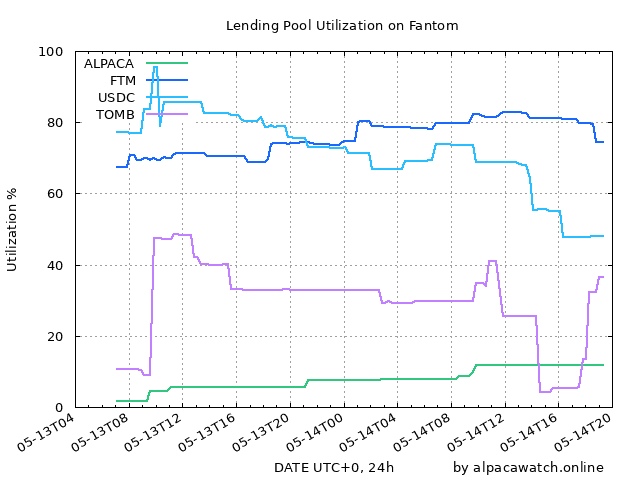 Lending Pool Utilization on Fantom
100
80
60
40
20
0
Utilization %
ALPACA
FTM
USDC
TOMB
05-13T04
05-13T08
05-13T12
05-13T16
05-13T20
05-14T00
05-14T04
05-14T08
05-14T12
05-14T16
05-14T20
DATE UTC+0, 24h
by alpacawatch.online